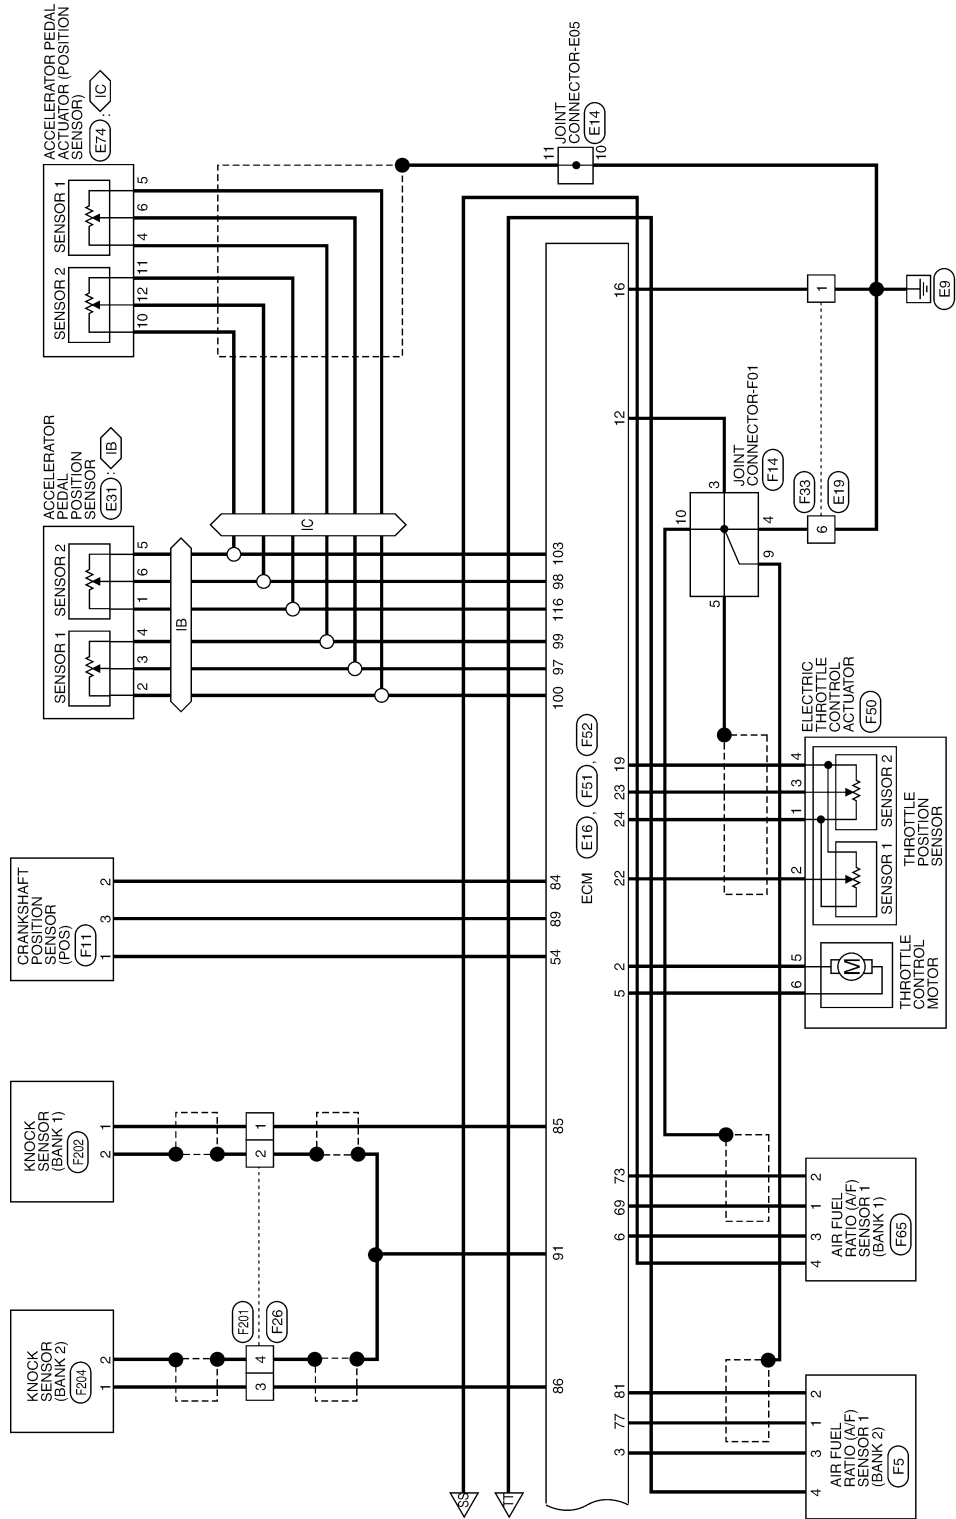 ACCELERATOR PEDAL
ACTUATOR (POSITION
SENSOR)
E74 : IC
SENSOR 1
SENSOR 2
5
6
4
11
12
10
ACCELERATOR
PEDAL
POSITION
SENSOR
E31 : IB
SENSOR 2
SENSOR 1
5
6
1
4
3
2
IC
IB
CRANKSHAFT
POSITION
SENSOR
(POS)
F11
2
3
1
KNOCK
SENSOR
(BANK 1)
F202
1
2
1
2
KNOCK
SENSOR
(BANK 2)
F204
2
1
4
3
F201
F26
SS
TT
JOINT
CONNECTOR-E05
E14
11
10
103
98
116
99
97
100
84
89
54
85
91
86
ECM E16 , F51 , F52
16
12
19
23
24
22
2
5
73
69
6
81
77
3
1
E9
JOINT
CONNECTOR-F01
F14
3
10
4
9
5
F33
E19
6
ELECTRIC
THROTTLE
CONTROL
ACTUATOR
F50
4
3
1
2
5
6
SENSOR 2
SENSOR 1
THROTTLE
POSITION
SENSOR
M
THROTTLE
CONTROL
MOTOR
2
1
3
4
AIR FUEL
RATIO (A/F)
SENSOR 1
(BANK 1)
F65
2
1
3
4
AIR FUEL
RATIO (A/F)
SENSOR 1
(BANK 2)
F5